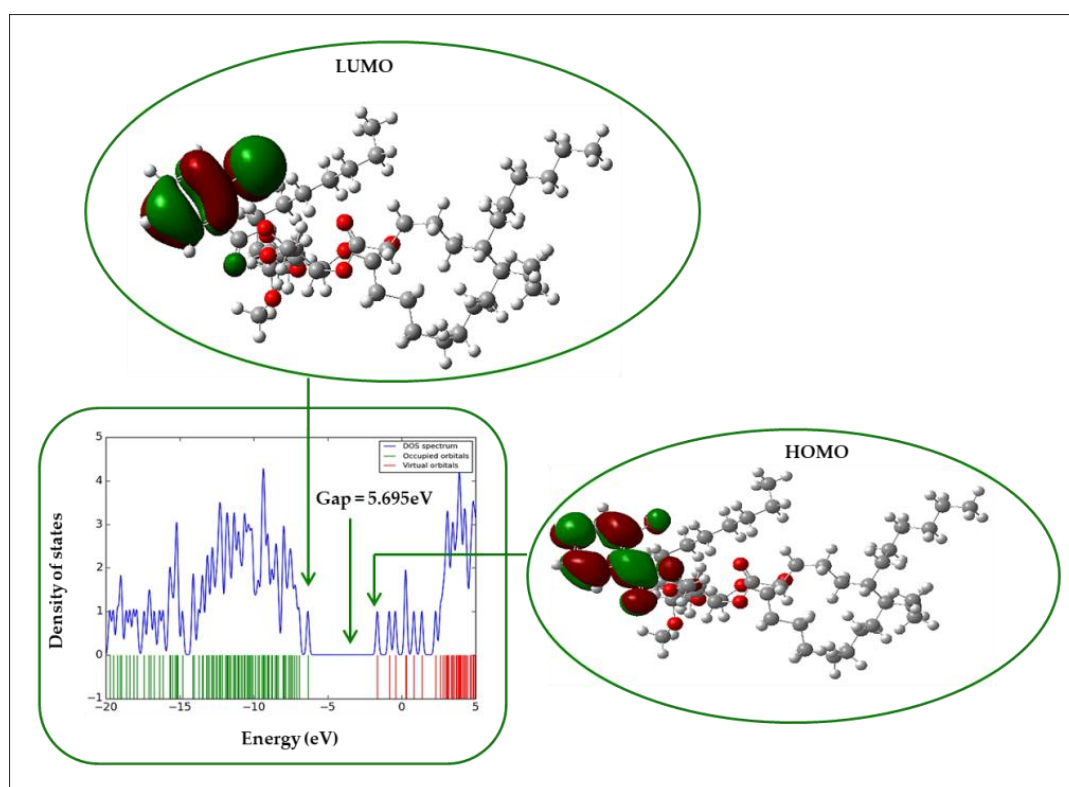 LUMO
HOMO
5
4
3
2
1
0
−1
Density of states
DOS spectrum
Occupied orbitals
Virtual orbitals
Gap = 5.695eV
−20
−15
−10
−5
0
5
Energy (eV)